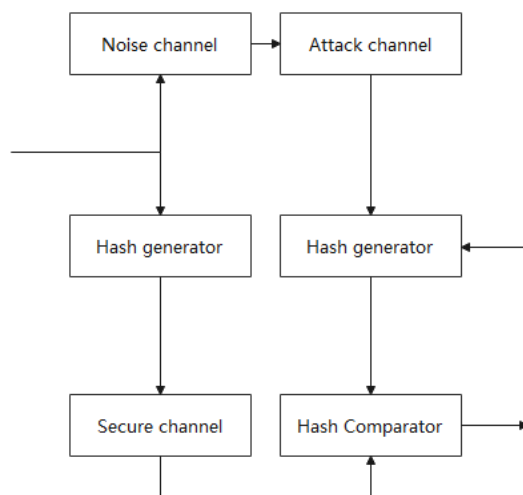 Noise channel
Attack channel
Hash generator
Hash generator
Secure channel
Hash Comparator